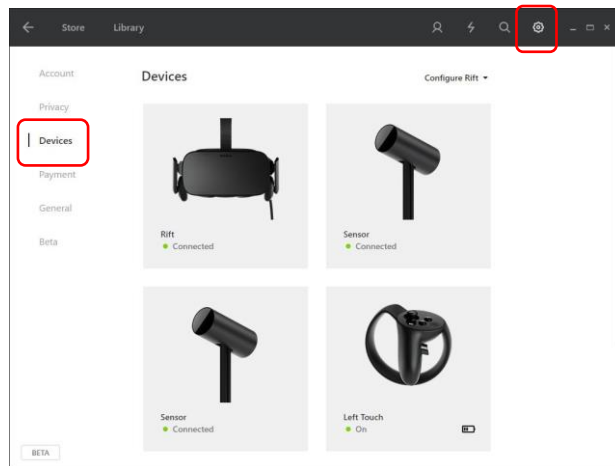 Store Library
Account
Privacy
Devices
Payment
General
Beta
Devices
Configure Rift
Rift
Connected
Sensor
Connected
Sensor
Connected
Left Touch
On
BETA